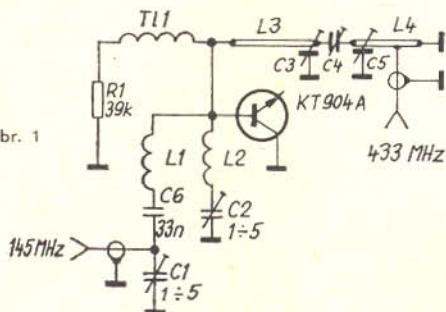 Tl1
L3
L4
C3
C4
C5
R1
39k
KT904A
br. 1
L1
L2
433 MHz
C6
33n
C2
1÷5
145MHz
C1
1÷5